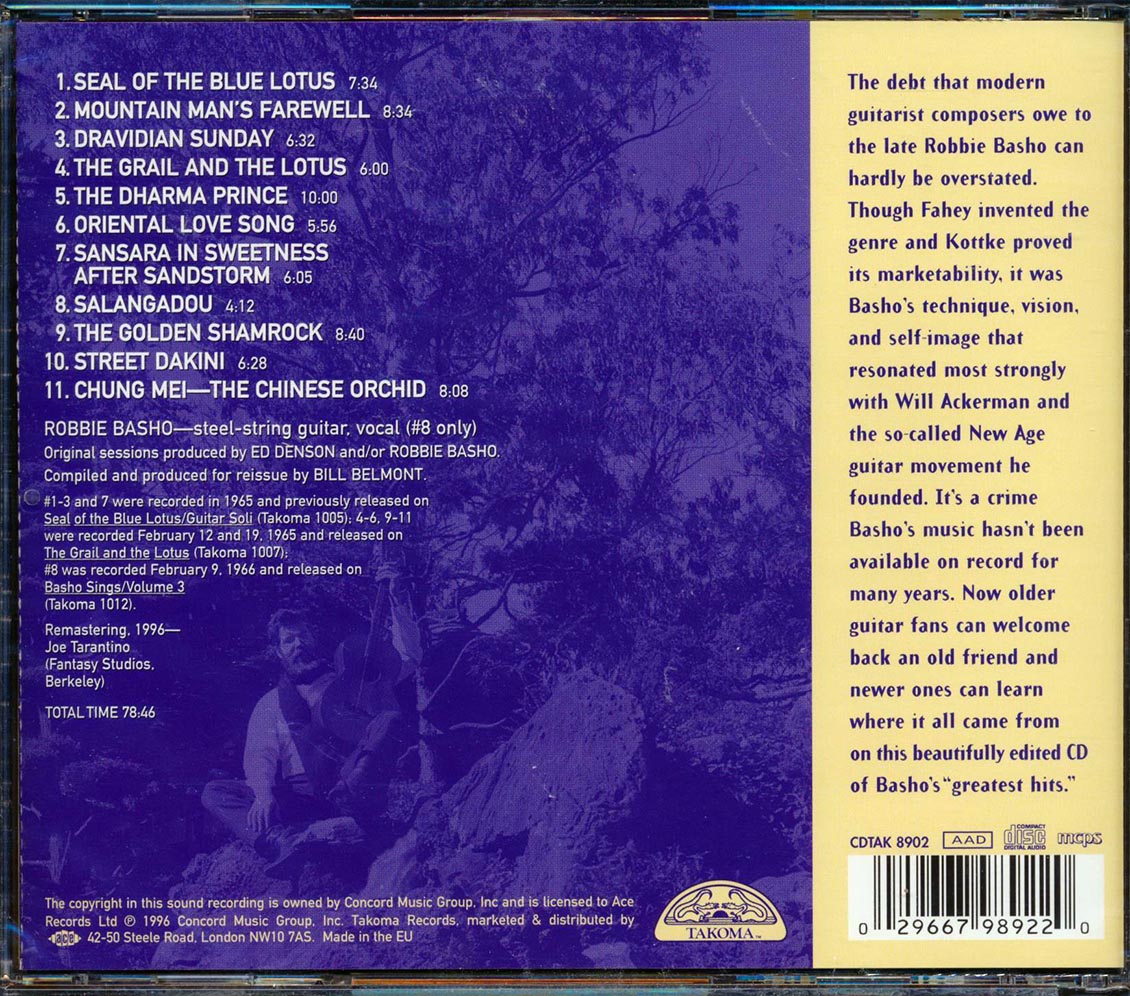 1. SEAL OF THE BLUE LOTUS 7:34
2. MOUNTAIN MAN'S FAREWELL 8:34
3. DRAVIDIAN SUNDAY 6:32
4. THE GRAIL AND THE LOTUS 6:00
5. THE DHARMA PRINCE 10:00
6. ORIENTAL LOVE SONG 5:56
7. SANSARA IN SWEETNESS
AFTER SANDSTORM 6:05
8. SALANGADOU 4:12
9. THE GOLDEN SHAMROCK 8:40
10. STREET DAKINI 6:28
11. CHUNG MEI—THE CHINESE ORCHID 8:08
ROBBIE BASHO—steel-string guitar, vocal (#8 only)
Original sessions produced by ED DENSON and/or ROBBIE BASHO.
Compiled and produced for reissue by BILL BELMONT.
#1-3 and 7 were recorded in 1965 and previously released on
Seal of the Blue Lotus/Guitar Soli (Takoma 1005); 4-6, 9-11
were recorded February 12 and 19, 1965 and released on
The Grail and the Lotus (Takoma 1007);
#8 was recorded February 9, 1966 and released on
Basho Sings/Volume 3
(Takoma 1012).
Remastering, 1996—
Joe Tarantino
(Fantasy Studios,
Berkeley)
TOTAL TIME 78:46
The copyright in this sound recording is owned by Concord Music Group, Inc and is licensed to Ace
Records Ltd ℗ 1996 Concord Music Group, Inc. Takoma Records, marketed & distributed by
ace 42-50 Steele Road, London NW10 7AS. Made in the EU
TAKOMA™
The debt that modern
guitarist composers owe to
the late Robbie Basho can
hardly be overstated.
Though Fahey invented the
genre and Kottke proved
its marketability, it was
Basho's technique, vision,
and self-image that
resonated most strongly
with Will Ackerman and
the so-called New Age
guitar movement he
founded. It's a crime
Basho's music hasn't been
available on record for
many years. Now older
guitar fans can welcome
back an old friend and
newer ones can learn
where it all came from
on this beautifully edited CD
of Basho's "greatest hits."
CDTAK 8902 AAD COMPACT disc DIGITAL AUDIO mcps
0 29667 98922 0